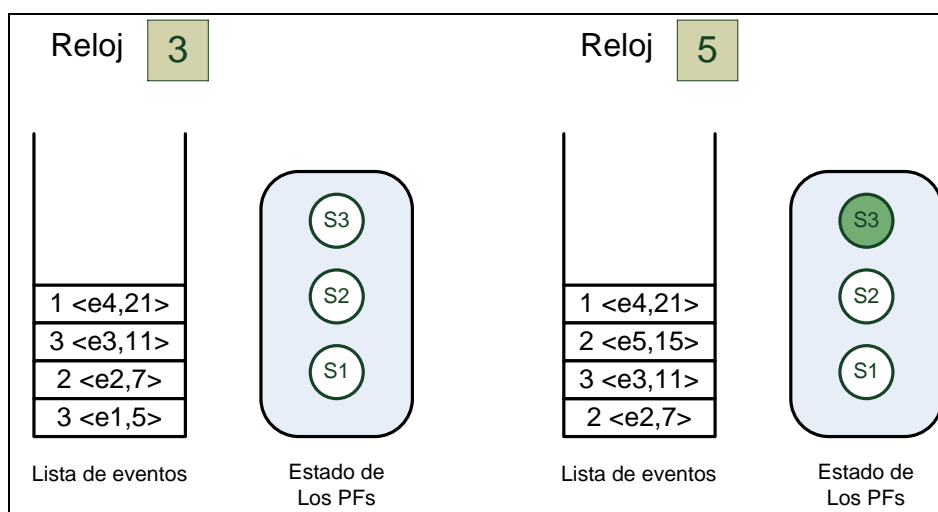 Reloj 3
S3
S2
S1
1 <e4,21>
3 <e3,11>
2 <e2,7>
3 <e1,5>
Lista de eventos
Estado de
Los PFs
Reloj 5
S3
S2
S1
1 <e4,21>
2 <e5,15>
3 <e3,11>
2 <e2,7>
Lista de eventos
Estado de
Los PFs